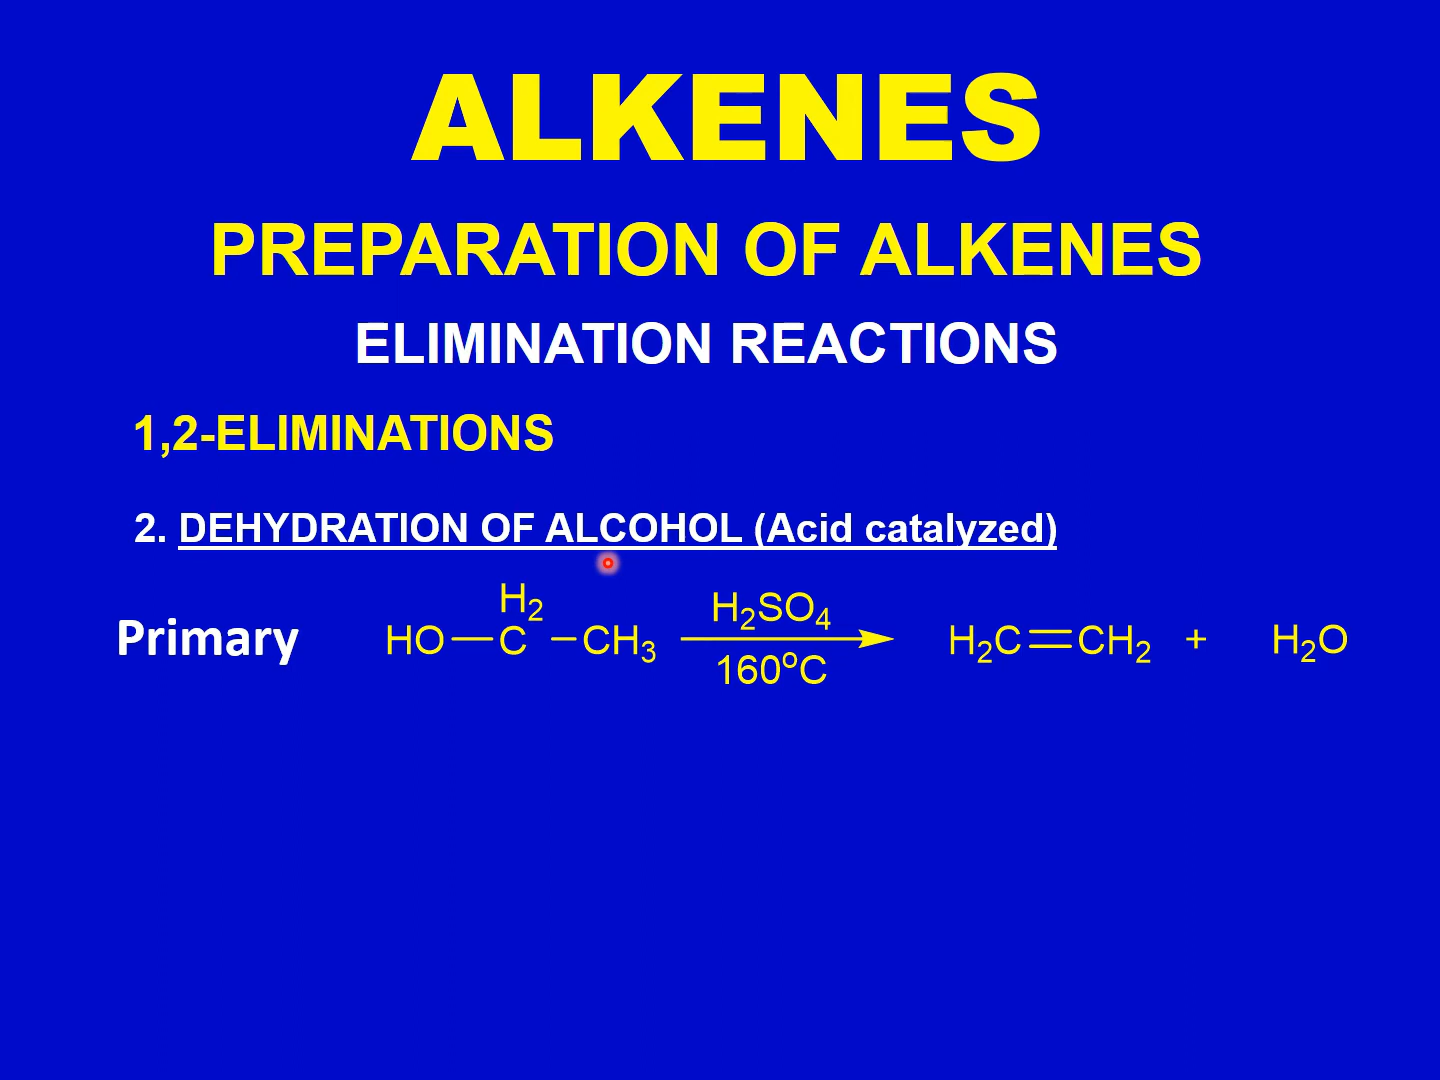 ALKENES
PREPARATION OF ALKENES
ELIMINATION REACTIONS
1,2-ELIMINATIONS
2. DEHYDRATION OF ALCOHOL (Acid catalyzed)
H₂ H₂SO₄
Primary HO—C—CH₃ H₂C=CH₂ + H₂O
160°C